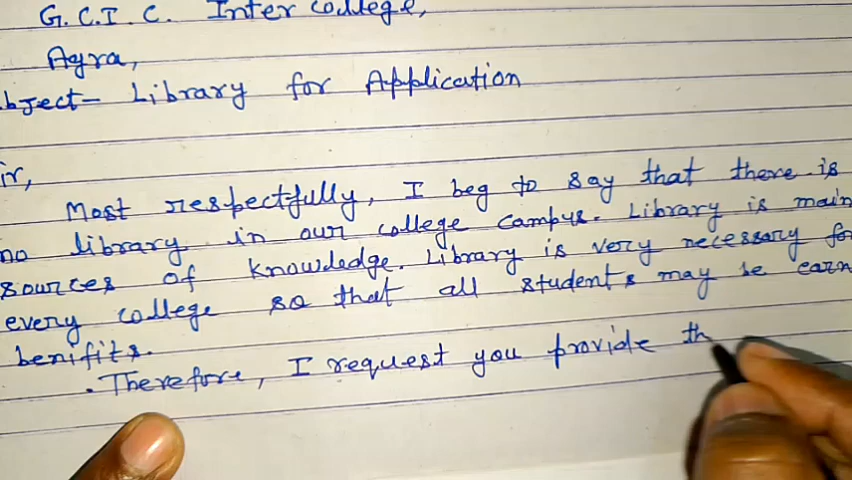 G.C.I.C. Inter College,
Agra,
bject- Library for Application
ir,
Most respectfully, I beg to say that there is
no library in our college campus. Library is main
sources of knowledge. Library is very necessary for
every college so that all students may be earn
benifits.
.Therefore, I request you provide th